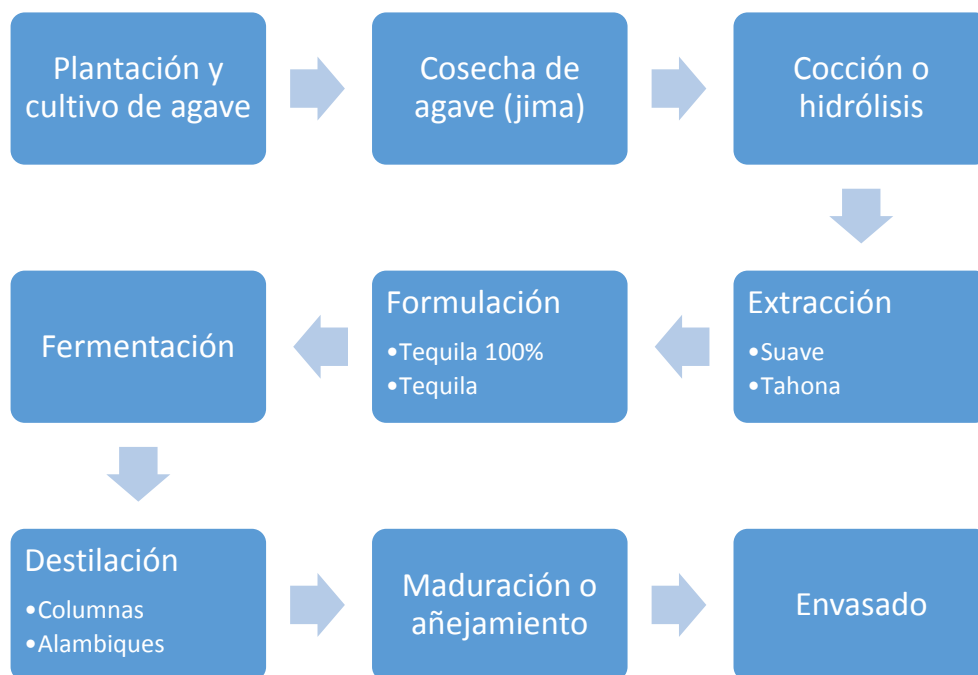 Plantación y
cultivo de agave
Cosecha de
agave (jima)
Cocción o
hidrólisis
Extracción
•Suave
•Tahona
Formulación
•Tequila 100%
•Tequila
Fermentación
Destilación
•Columnas
•Alambiques
Maduración o
añejamiento
Envasado